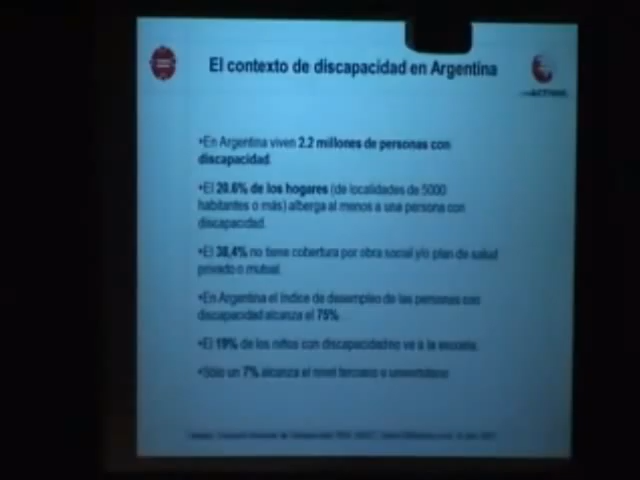 El contexto de discapacidad en Argentina
•En Argentina viven 2.2 millones de personas con
discapacidad.
•El 20.6% de los hogares (de localidades de 5000
habitantes o más) alberga al menos a una persona con
discapacidad.
•El 38,4% no tiene cobertura por obra social y/o plan de salud
privado o mutual.
•En Argentina el índice de desempleo de las personas con
discapacidad alcanza el 75%
•El 19% de los niños con discapacidad no va a la escuela.
•Sólo un 7% alcanza el nivel terciario o universitario